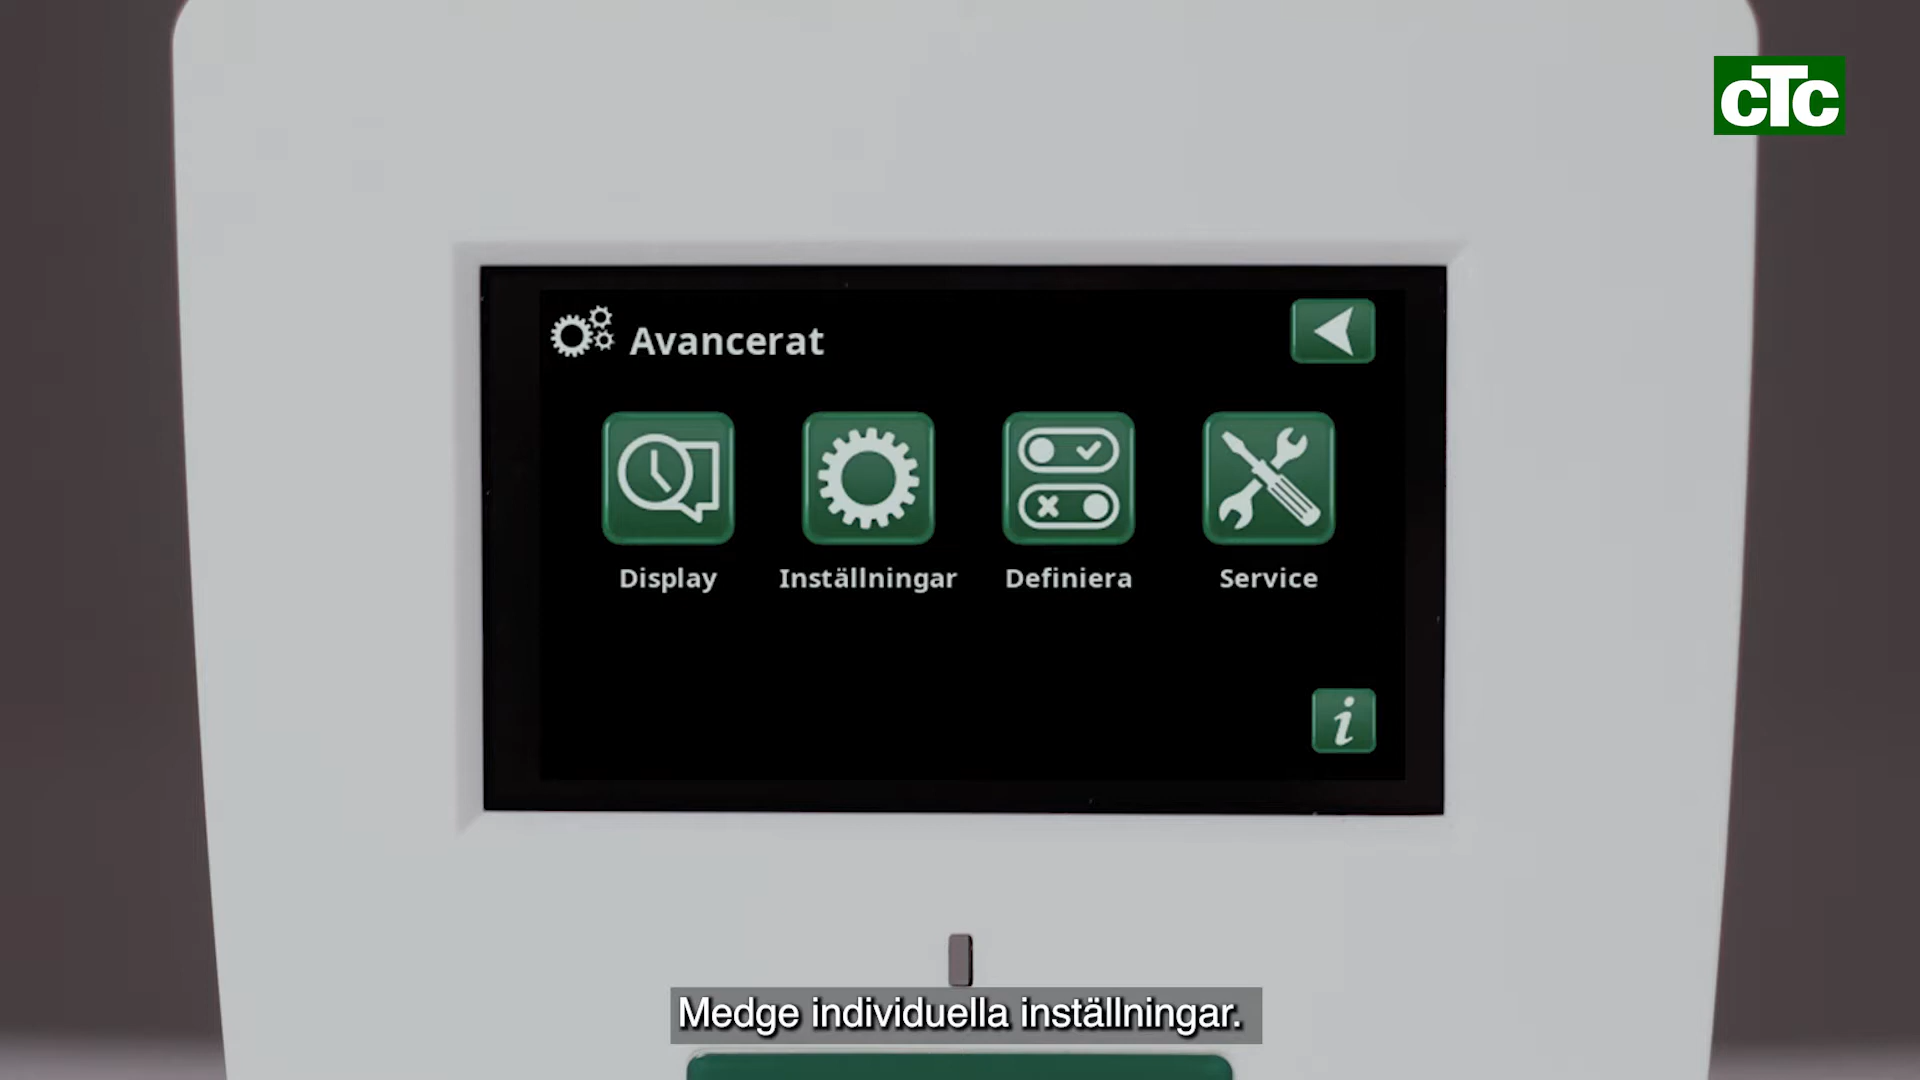 cTc
Avancerat
Display
Inställningar
Definiera
Service
i
Medge individuella inställningar.